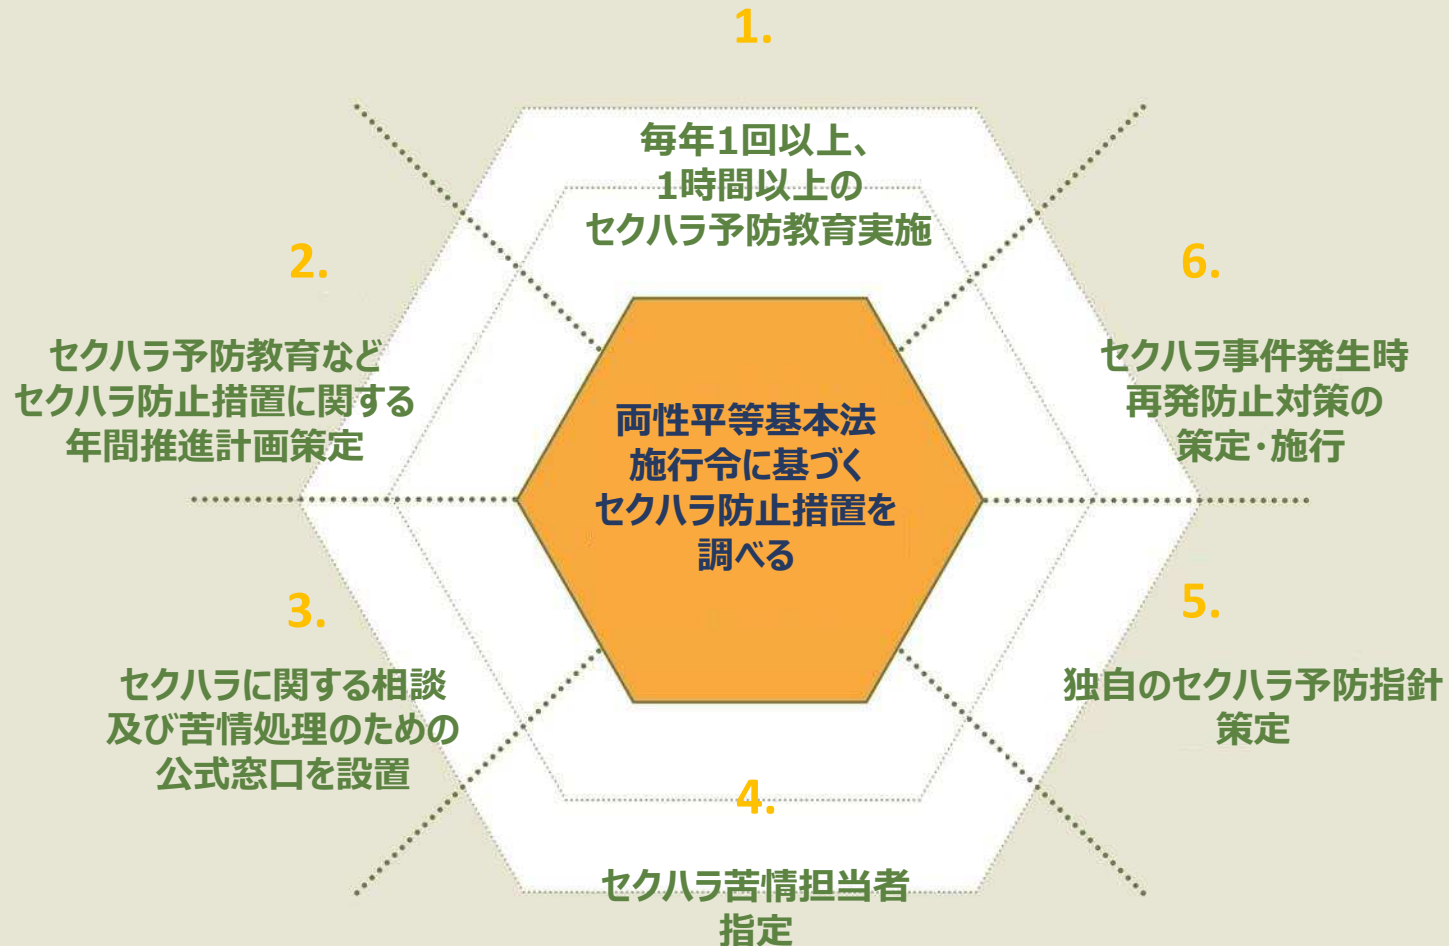 1.
毎年1回以上、
1時間以上の
セクハラ予防教育実施
2.
セクハラ予防教育など
セクハラ防止措置に関する
年間推進計画策定
3.
セクハラに関する相談
及び苦情処理のための
公式窓口を設置
4.
セクハラ苦情担当者
指定
5.
独自のセクハラ予防指針
策定
6.
セクハラ事件発生時
再発防止対策の
策定･施行
両性平等基本法
施行令に基づく
セクハラ防止措置を
調べる